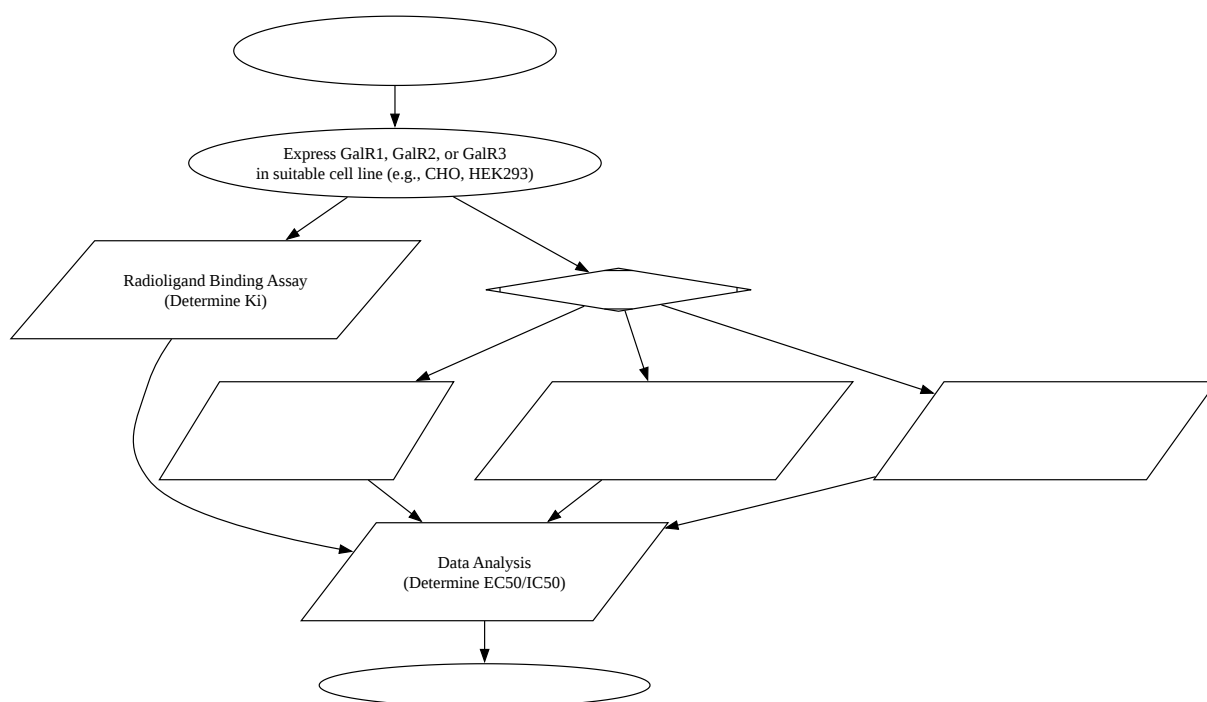 Express GalR1, GalR2, or GalR3
in suitable cell line (e.g., CHO, HEK293)
Radioligand Binding Assay
(Determine Ki)
Data Analysis
(Determine EC50/IC50)